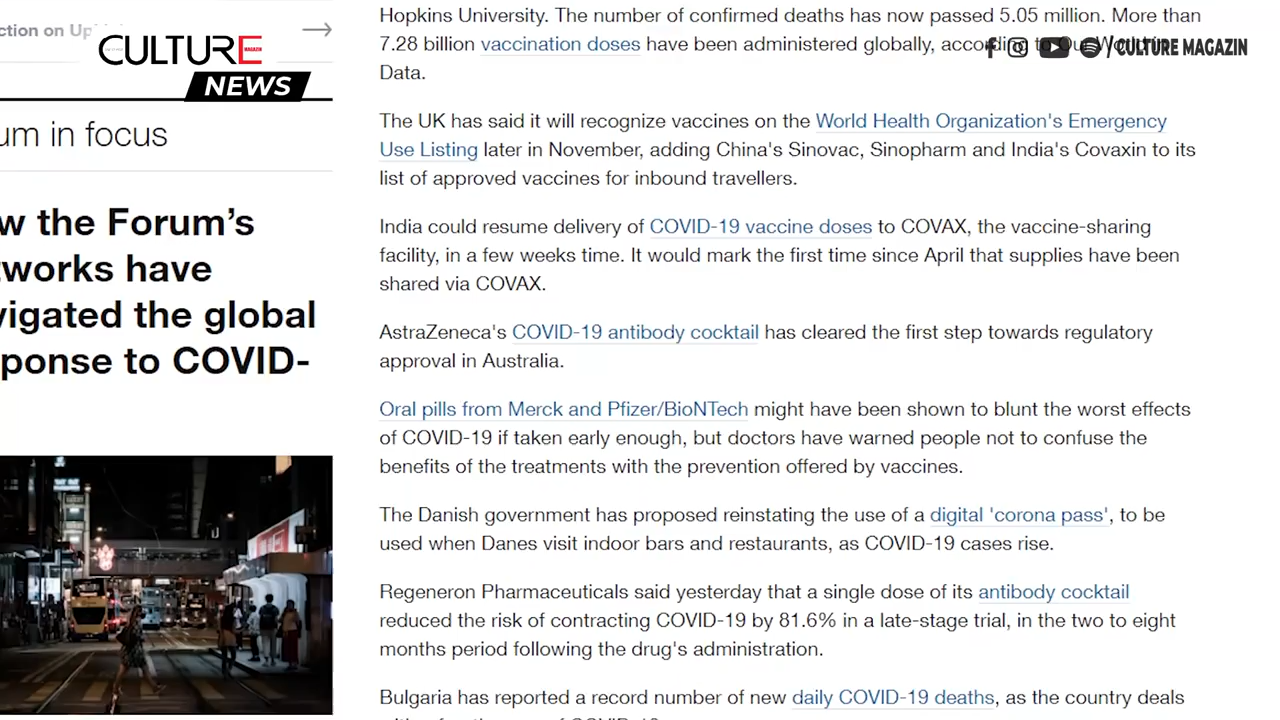 ction on Up
CULTURE
MAGAZIN
NEWS
/CULTURE MAGAZIN
um in focus
w the Forum's
tworks have
vigated the global
ponse to COVID-
Hopkins University. The number of confirmed deaths has now passed 5.05 million. More than
7.28 billion vaccination doses have been administered globally, according to Our World in
Data.
The UK has said it will recognize vaccines on the World Health Organization's Emergency
Use Listing later in November, adding China's Sinovac, Sinopharm and India's Covaxin to its
list of approved vaccines for inbound travellers.
India could resume delivery of COVID-19 vaccine doses to COVAX, the vaccine-sharing
facility, in a few weeks time. It would mark the first time since April that supplies have been
shared via COVAX.
AstraZeneca's COVID-19 antibody cocktail has cleared the first step towards regulatory
approval in Australia.
Oral pills from Merck and Pfizer/BioNTech might have been shown to blunt the worst effects
of COVID-19 if taken early enough, but doctors have warned people not to confuse the
benefits of the treatments with the prevention offered by vaccines.
The Danish government has proposed reinstating the use of a digital 'corona pass', to be
used when Danes visit indoor bars and restaurants, as COVID-19 cases rise.
Regeneron Pharmaceuticals said yesterday that a single dose of its antibody cocktail
reduced the risk of contracting COVID-19 by 81.6% in a late-stage trial, in the two to eight
months period following the drug's administration.
Bulgaria has reported a record number of new daily COVID-19 deaths, as the country deals